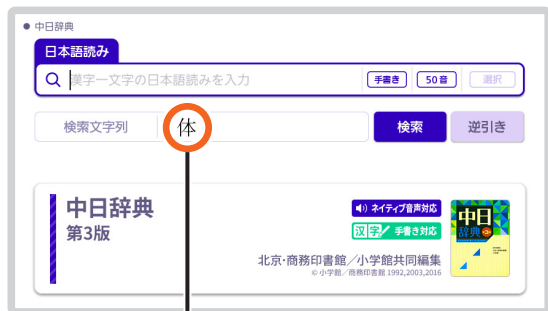 中日辞典
日本語読み
漢字一文字の日本語読みを入力
手書き
50音
選択
検索文字列
体
検索
逆引き
中日辞典
第3版
ネイティブ音声対応
汉字 手書き対応
北京・商務印書館／小学館共同編集
© 小学館／商務印書館 1992,2003,2016
中日
辞典